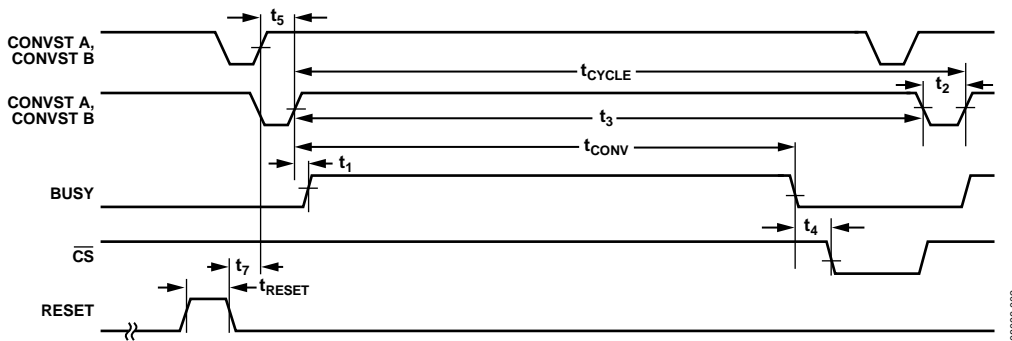 t5
CONVST A,
CONVST B
tCYCLE
t2
CONVST A,
CONVST B
t3
tCONV
t1
BUSY
t4
CS
t7
tRESET
RESET